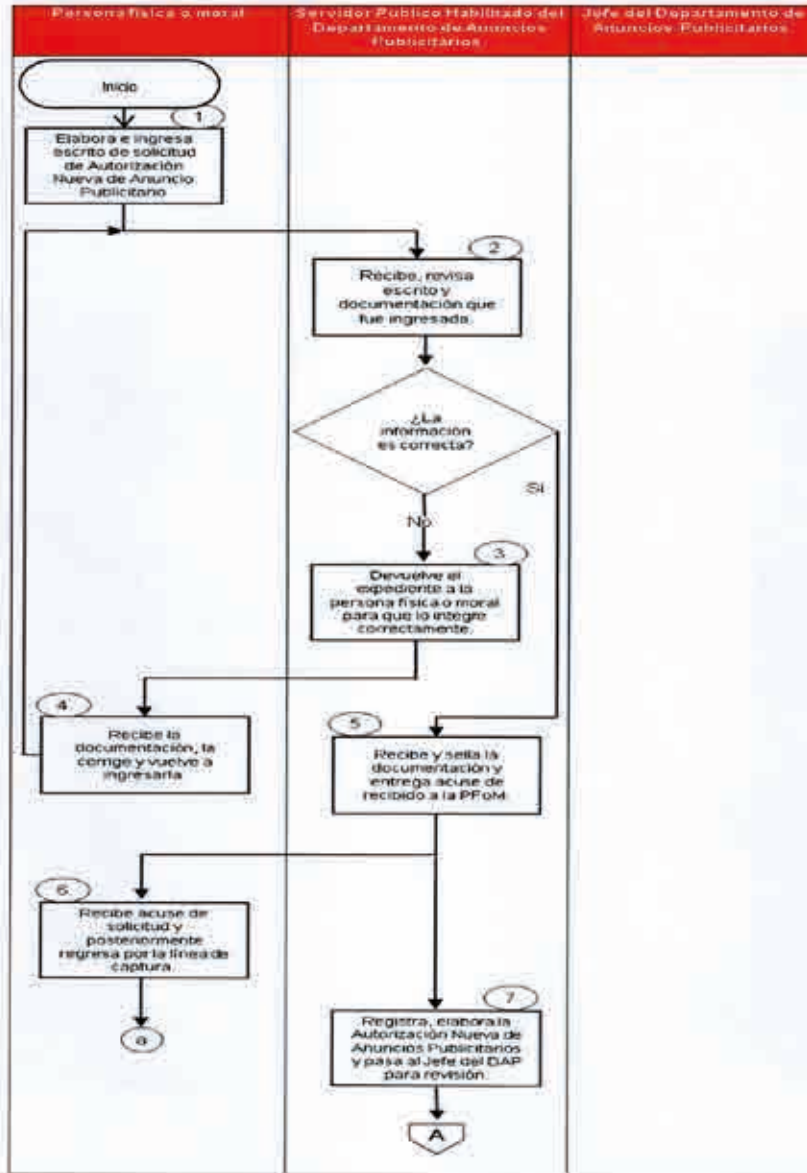 Persona física o moral
Servidor Público Habilitado del
Departamento de Anuncios
Publicitarios
Jefe del Departamento de
Anuncios Publicitarios
Inicio
1
Elabora e ingresa
escrito de solicitud
de Autorización
Nueva de Anuncio
Publicitario
2
Recibe, revisa
escrito y
documentación que
fue ingresada.
¿La
información
es correcta?
Si
No
3
Devuelve el
expediente a la
persona física o moral
para que lo integre
correctamente.
4
Recibe la
documentación, la
corrige y vuelve a
ingresarla
5
Recibe y sella la
documentación y
entrega acuse de
recibido a la PFoM
6
Recibe acuse de
solicitud y
posteriormente
regresa por la línea de
captura.
a
7
Registra, elabora la
Autorización Nueva de
Anuncios Publicitarios
y pasa al Jefe del DAP
para revisión.
A